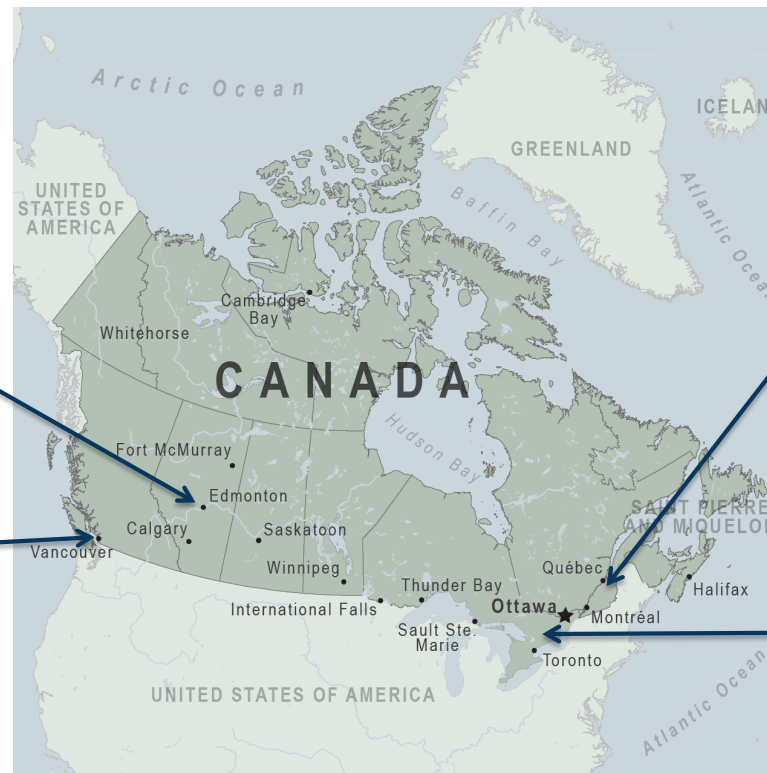 Arctic Ocean
ICELAN
GREENLAND
UNITED
STATES OF
AMERICA
Baffin Bay
Atlantic Ocea
Cambridge
Bay
Whitehorse
CANADA
Hudson Bay
Fort McMurray
Edmonton
SAINT PIERRE
AND MIQUELO
Calgary
Saskatoon
Vancouver
Winnipeg
Québec
Thunder Bay
Halifax
International Falls
Ottawa
Montréal
Sault Ste.
Marie
Toronto
UNITED STATES OF AMERICA
Atlantic Ocean